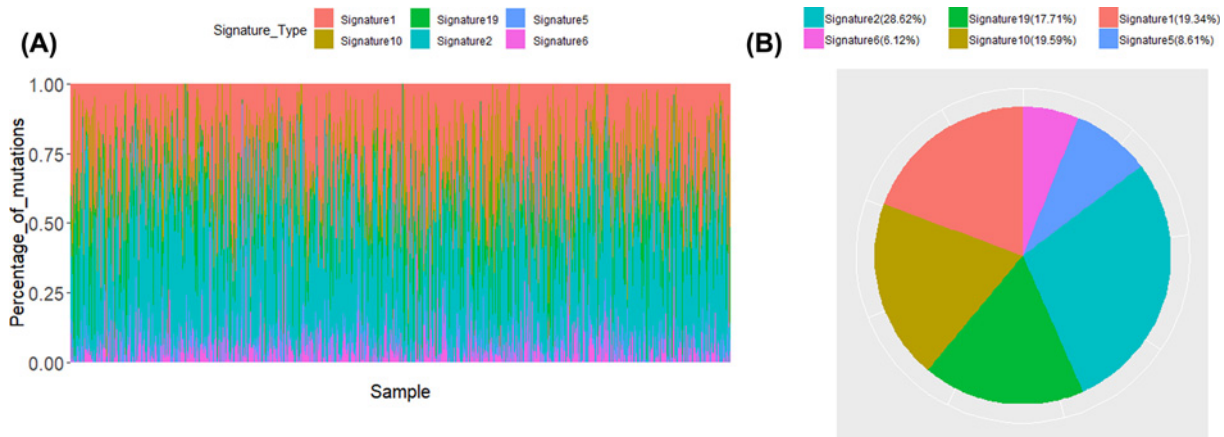 (A)
Signature_Type
Signature1 Signature19 Signature5
Signature10 Signature2 Signature6
1.00
0.75
0.50
0.25
0.00
Percentage_of_mutations
Sample
(B)
Signature2(28.62%) Signature19(17.71%) Signature1(19.34%)
Signature6(6.12%) Signature10(19.59%) Signature5(8.61%)